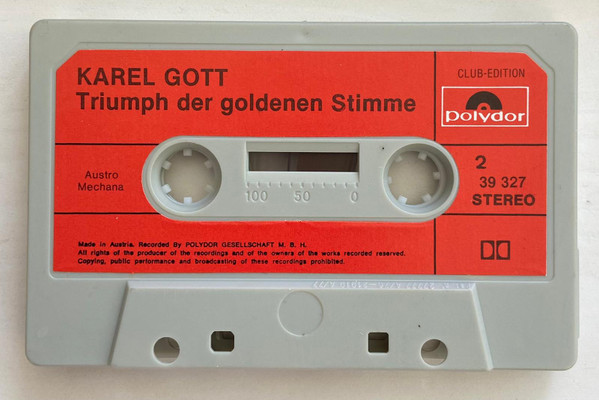 KAREL GOTT
Triumph der goldenen Stimme
CLUB-EDITION
polydor
Austro
Mechana
100 50 0
2
39 327
STEREO
Made in Austria. Recorded By POLYDOR GESELLSCHAFT M. B. H.
All rights of the producer of the recordings and of the owners of the works recorded reserved.
Copying, public performance and broadcasting of these recordings prohibited.